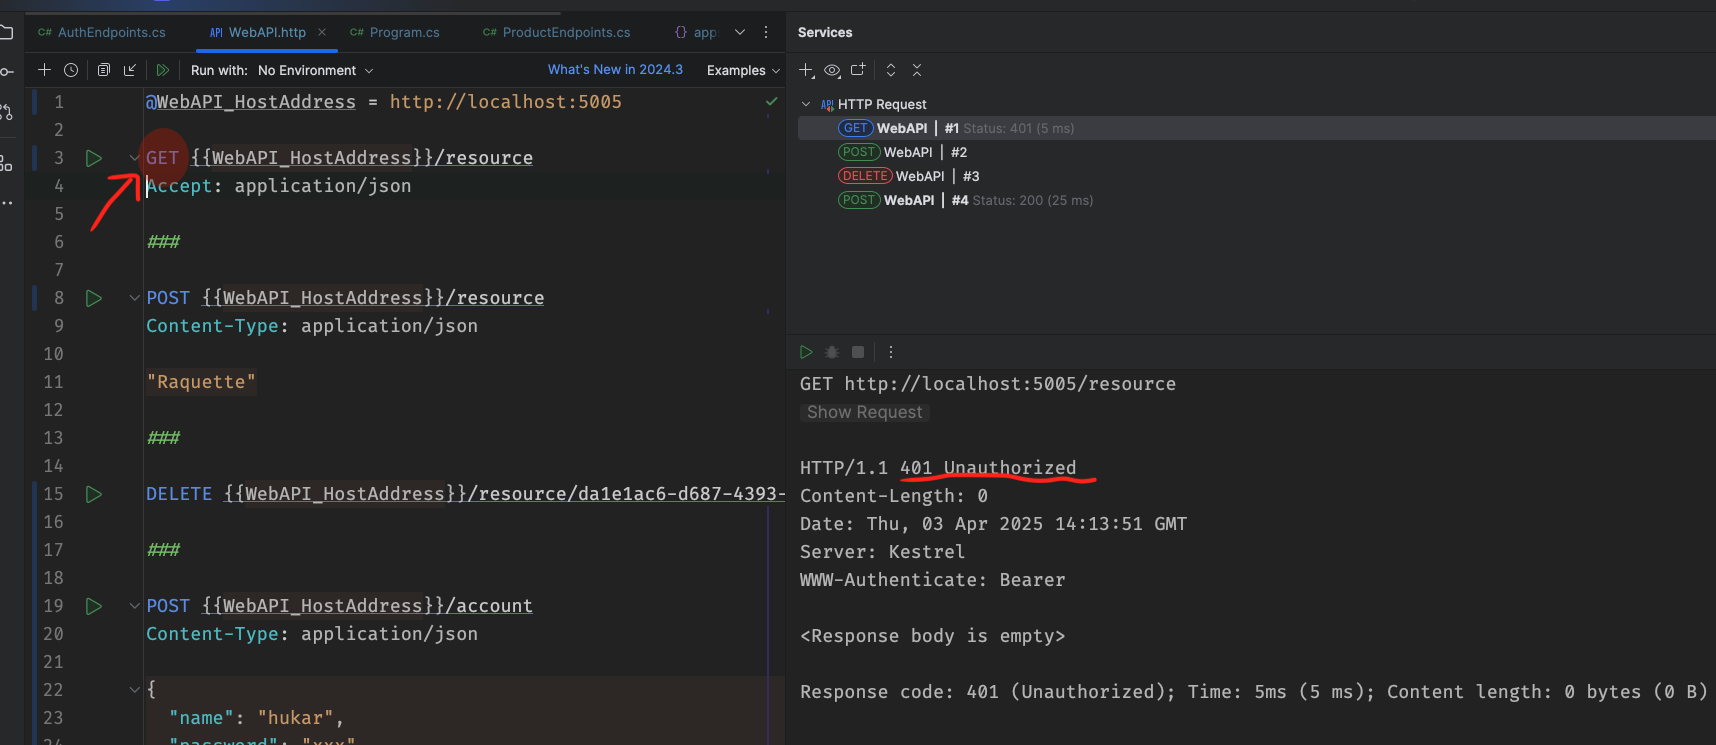 C# AuthEndpoints.cs API WebAPI.http × C# Program.cs C# ProductEndpoints.cs {} app
Run with: No Environment What's New in 2024.3 Examples
1 @WebAPI_HostAddress = http://localhost:5005
2
3 GET {{WebAPI_HostAddress}}/resource
4 Accept: application/json
5
6 ###
7
8 POST {{WebAPI_HostAddress}}/resource
9 Content-Type: application/json
10
11 "Raquette"
12
13 ###
14
15 DELETE {{WebAPI_HostAddress}}/resource/da1e1ac6-d687-4393-
16
17 ###
18
19 POST {{WebAPI_HostAddress}}/account
20 Content-Type: application/json
21
22 {
23 "name": "hukar",
24 "password": "xxx"
Services
API HTTP Request
GET WebAPI | #1 Status: 401 (5 ms)
POST WebAPI | #2
DELETE WebAPI | #3
POST WebAPI | #4 Status: 200 (25 ms)
GET http://localhost:5005/resource
Show Request
HTTP/1.1 401 Unauthorized
Content-Length: 0
Date: Thu, 03 Apr 2025 14:13:51 GMT
Server: Kestrel
WWW-Authenticate: Bearer
<Response body is empty>
Response code: 401 (Unauthorized); Time: 5ms (5 ms); Content length: 0 bytes (0 B)